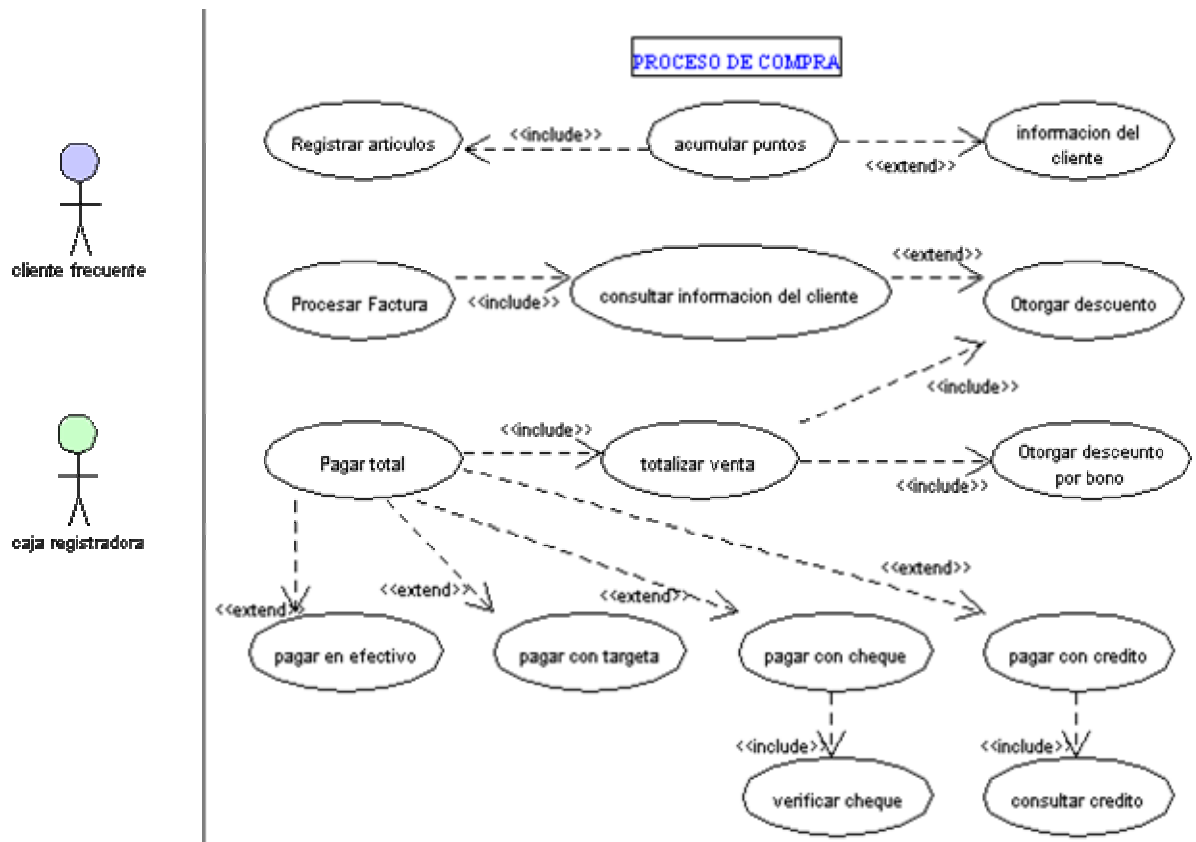 PROCESO DE COMPRA
Registrar articulos
<<include>>
acumular puntos
<<extend>>
informacion del
cliente
cliente frecuente
Procesar Factura
<<include>>
consultar informacion del cliente
<<extend>>
Otorgar descuento
<<include>>
caja registradora
Pagar total
<<include>>
totalizar venta
<<include>>
Otorgar desceunto
por bono
<<extend>>
<<extend>>
<<extend>>
<<extend>>
pagar en efectivo
pagar con targeta
pagar con cheque
pagar con credito
<<include>>
<<include>>
verificar cheque
consultar credito